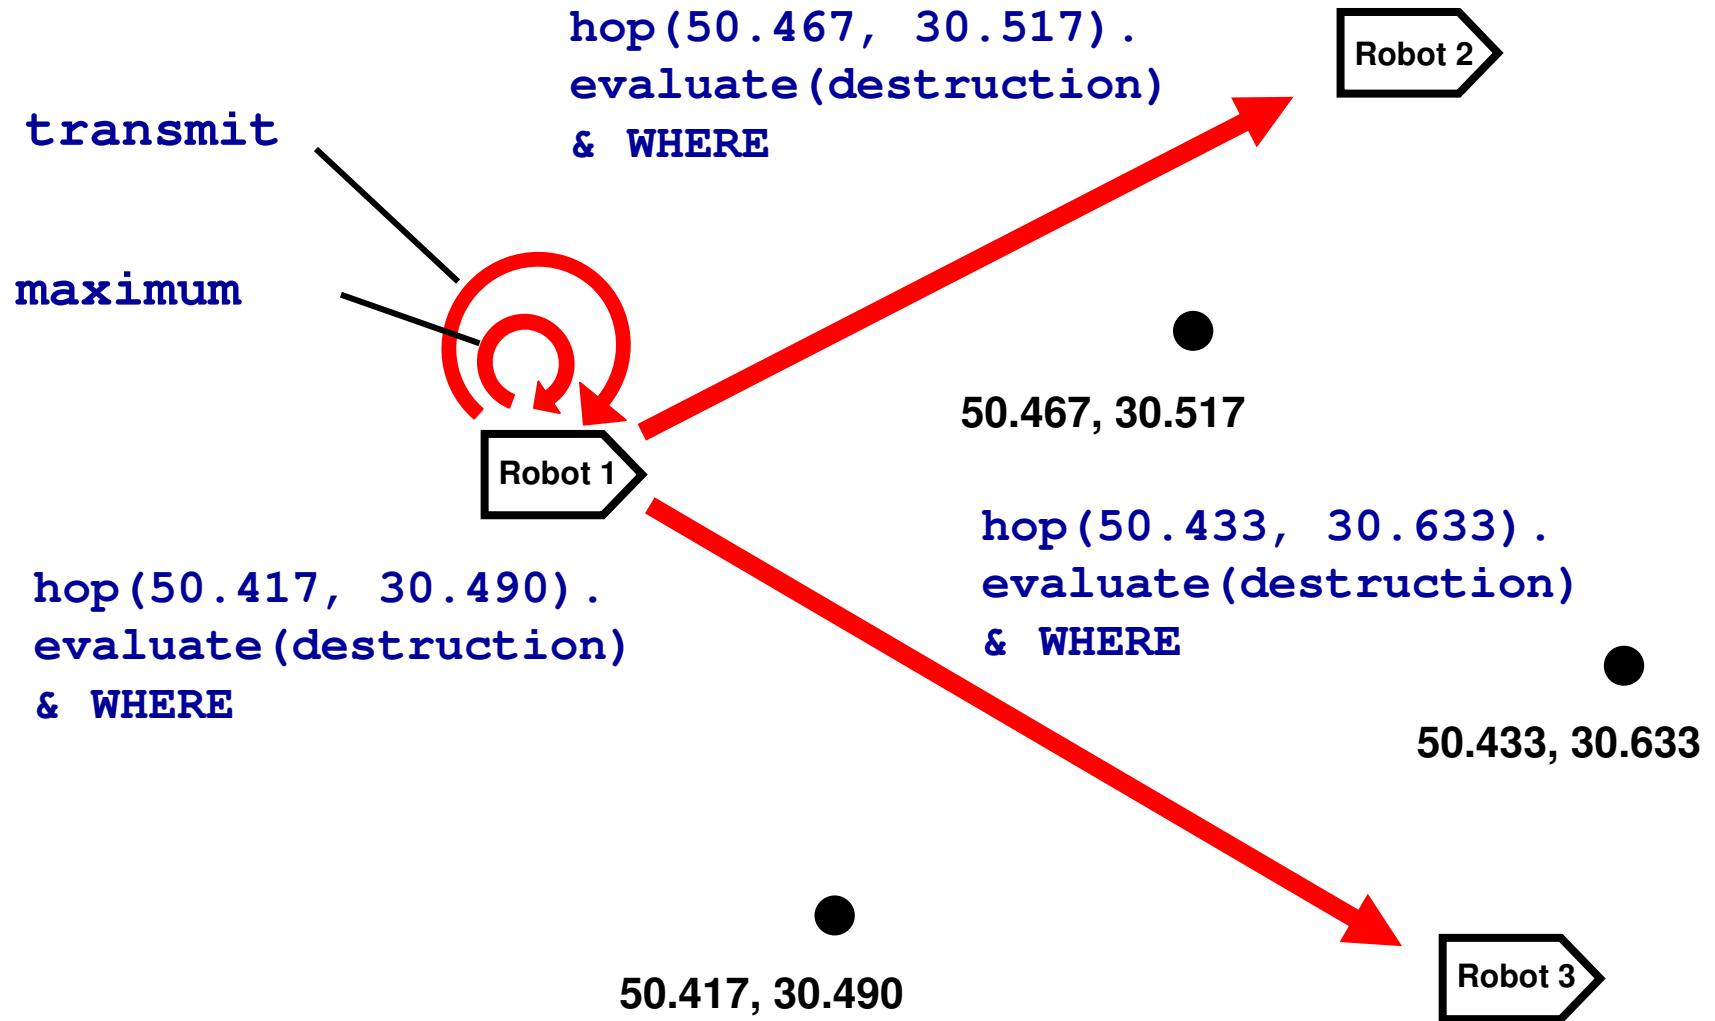 hop(50.467, 30.517).
evaluate(destruction)
& WHERE
Robot 2
transmit
maximum
50.467, 30.517
Robot 1
hop(50.433, 30.633).
evaluate(destruction)
& WHERE
hop(50.417, 30.490).
evaluate(destruction)
& WHERE
50.433, 30.633
50.417, 30.490
Robot 3